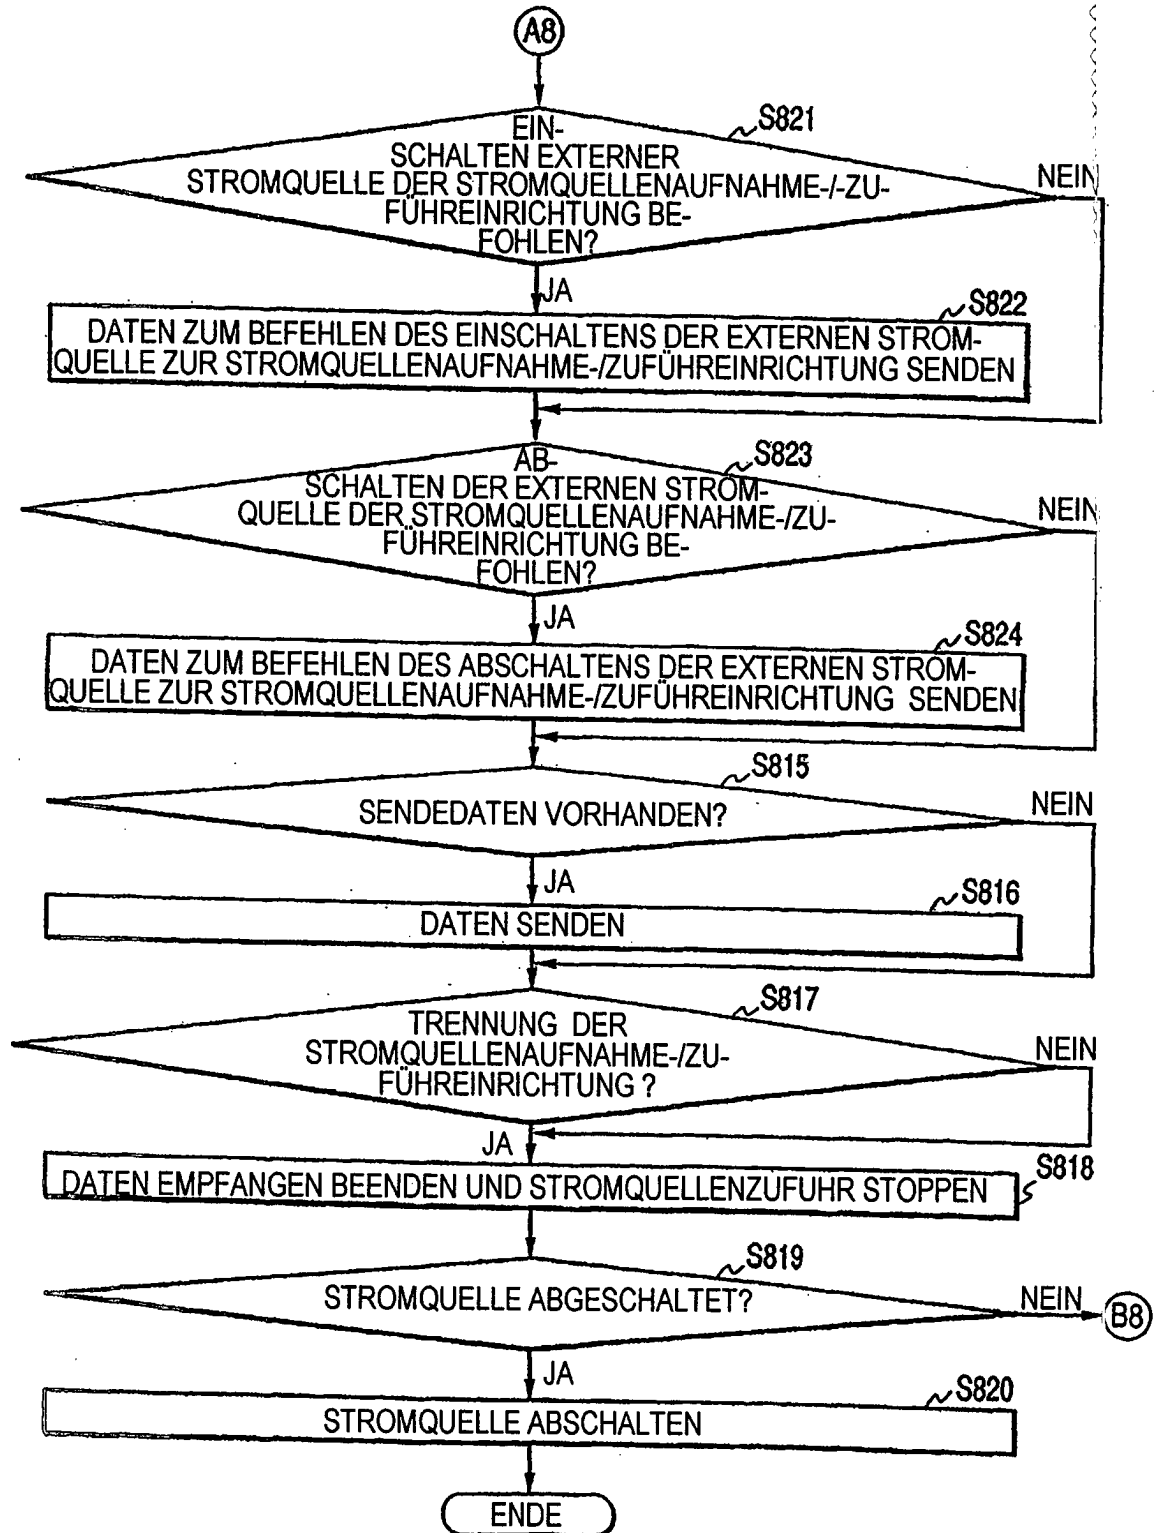 A8
S821
EIN-
SCHALTEN EXTERNER
STROMQUELLE DER STROMQUELLENAUFNAHME-/-ZU-
FÜHREINRICHTUNG BE-
FOHLEN?
NEIN
JA
S822
DATEN ZUM BEFEHLEN DES EINSCHALTENS DER EXTERNEN STROM-
QUELLE ZUR STROMQUELLENAUFNAHME-/ZUFÜHREINRICHTUNG SENDEN
S823
AB-
SCHALTEN DER EXTERNEN STROM-
QUELLE DER STROMQUELLENAUFNAHME-/ZU-
FÜHREINRICHTUNG BE-
FOHLEN?
NEIN
JA
S824
DATEN ZUM BEFEHLEN DES ABSCHALTENS DER EXTERNEN STROM-
QUELLE ZUR STROMQUELLENAUFNAHME-/ZUFÜHREINRICHTUNG SENDEN
S815
SENDEDATEN VORHANDEN?
NEIN
JA
S816
DATEN SENDEN
S817
TRENNUNG DER
STROMQUELLENAUFNAHME-/ZU-
FÜHREINRICHTUNG ?
NEIN
JA
S818
DATEN EMPFANGEN BEENDEN UND STROMQUELLENZUFUHR STOPPEN
S819
STROMQUELLE ABGESCHALTET?
NEIN
B8
JA
S820
STROMQUELLE ABSCHALTEN
ENDE